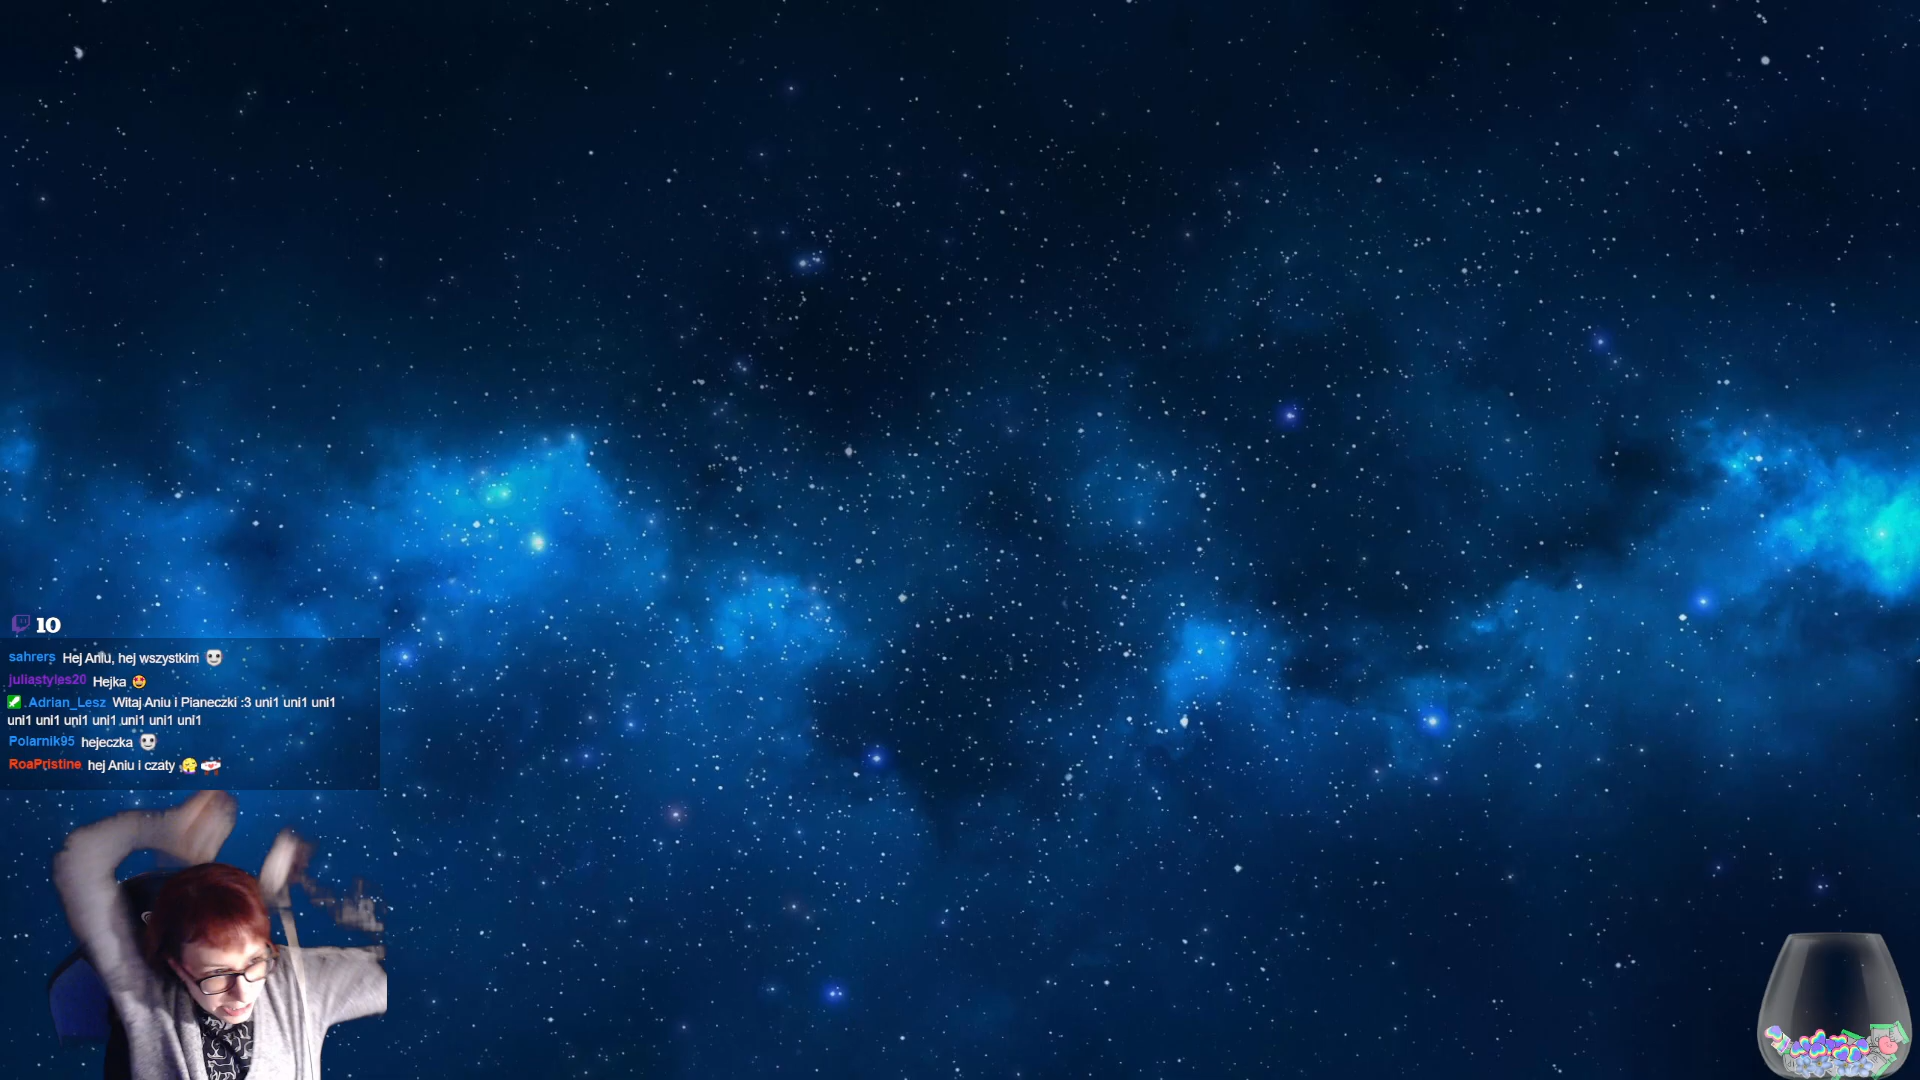 10
sahrers Hej Aniu, hej wszystkim
juliastyles20 Hejka
.Adrian_Lesz Witaj Aniu i Pianeczki :3 uni1 uni1 uni1
uni1 uni1 uni1 uni1 uni1 uni1 uni1
Polarnik95 hejeczka
RoaPristine hej Aniu i czaty